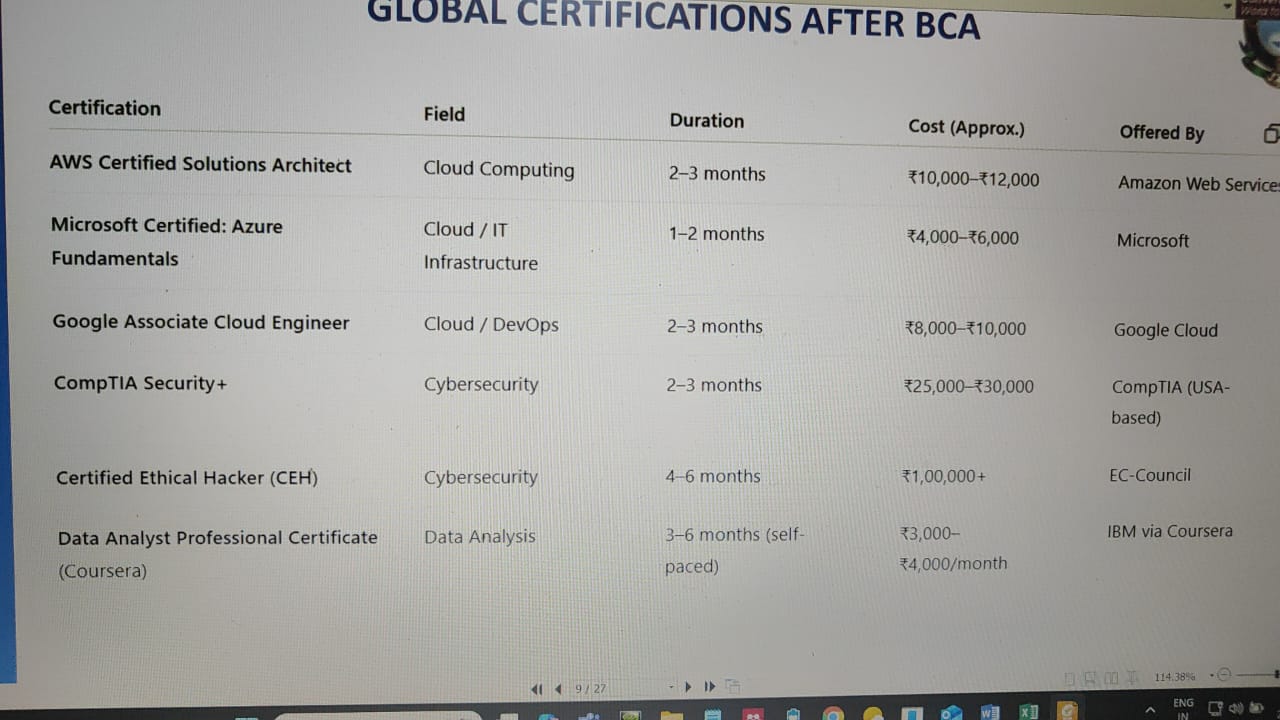 GLOBAL CERTIFICATIONS AFTER BCA
Certification Field Duration Cost (Approx.) Offered By
AWS Certified Solutions Architect Cloud Computing 2–3 months ₹10,000–₹12,000 Amazon Web Services
Microsoft Certified: Azure Cloud / IT 1–2 months ₹4,000–₹6,000 Microsoft
Fundamentals Infrastructure
Google Associate Cloud Engineer Cloud / DevOps 2–3 months ₹8,000–₹10,000 Google Cloud
CompTIA Security+ Cybersecurity 2–3 months ₹25,000–₹30,000 CompTIA (USA-
based)
Certified Ethical Hacker (CEH) Cybersecurity 4–6 months ₹1,00,000+ EC-Council
Data Analyst Professional Certificate Data Analysis 3–6 months (self- ₹3,000– IBM via Coursera
(Coursera) paced) ₹4,000/month
9 / 27 114.38%
ENG
IN